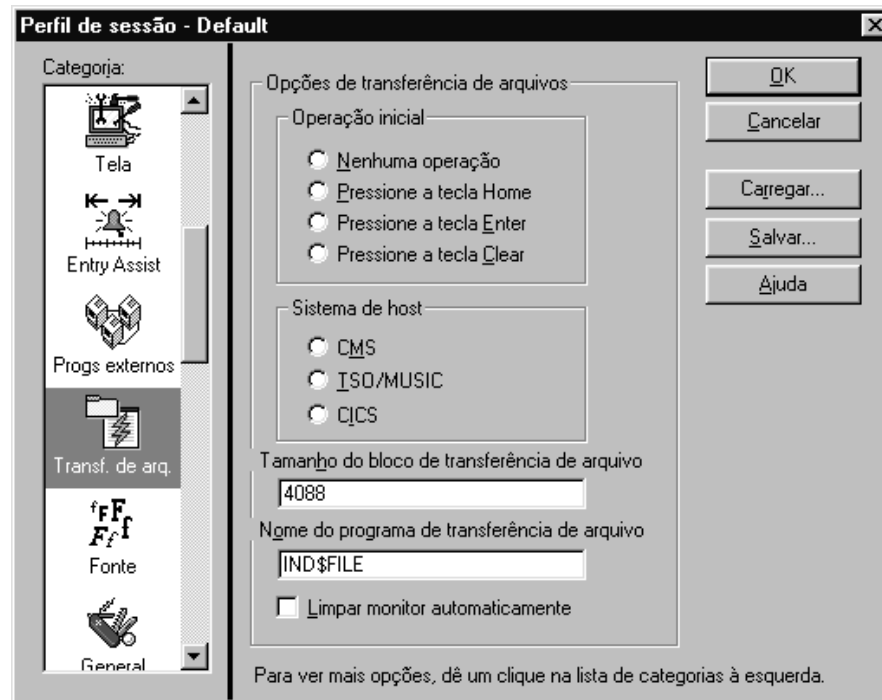 Perfil de sessão - Default
Categoria:
Tela
Entry Assist
Progs externos
Transf. de arq.
Fonte
General
Opções de transferência de arquivos
Operação inicial
Nenhuma operação
Pressione a tecla Home
Pressione a tecla Enter
Pressione a tecla Clear
Sistema de host
CMS
TSO/MUSIC
CICS
Tamanho do bloco de transferência de arquivo
4088
Nome do programa de transferência de arquivo
IND$FILE
Limpar monitor automaticamente
Para ver mais opções, dê um clique na lista de categorias à esquerda.
OK
Cancelar
Carregar...
Salvar...
Ajuda